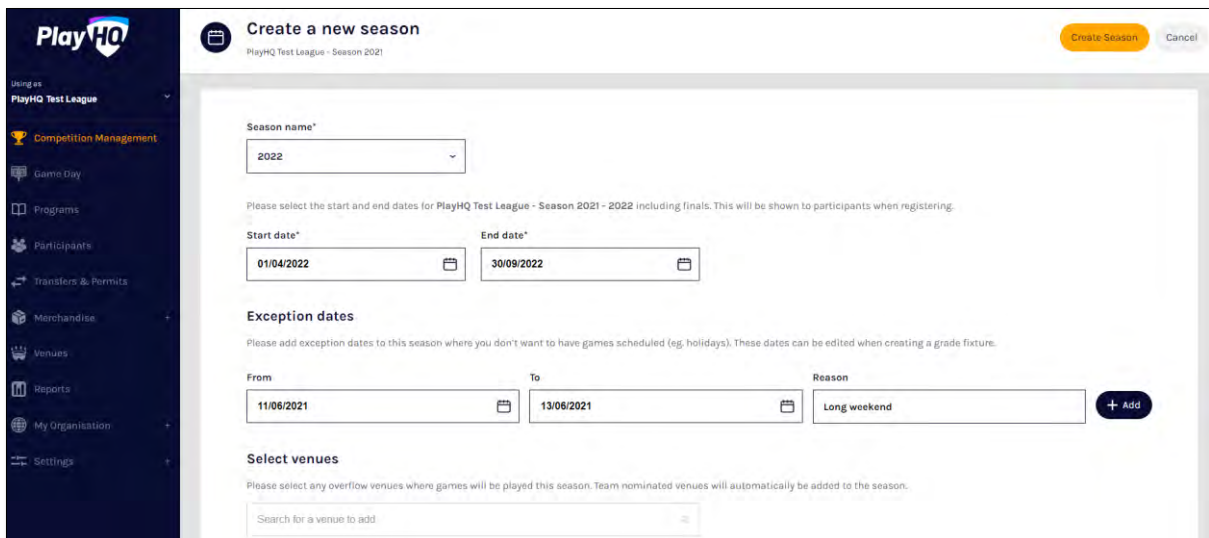 PlayHQ
Create a new season
PlayHQ Test League - Season 2021
Create Season
Cancel
Using as
PlayHQ Test League
Competition Management
Game Day
Programs
Participants
Transfers & Permits
Merchandise +
Venues
Reports
My Organisation +
Settings +
Season name*
2022
Please select the start and end dates for PlayHQ Test League - Season 2021 - 2022 including finals. This will be shown to participants when registering.
Start date* End date*
01/04/2022 30/09/2022
Exception dates
Please add exception dates to this season where you don't want to have games scheduled (eg. holidays). These dates can be edited when creating a grade fixture.
From To Reason
11/06/2021 13/06/2021 Long weekend + Add
Select venues
Please select any overflow venues where games will be played this season. Team nominated venues will automatically be added to the season.
Search for a venue to add